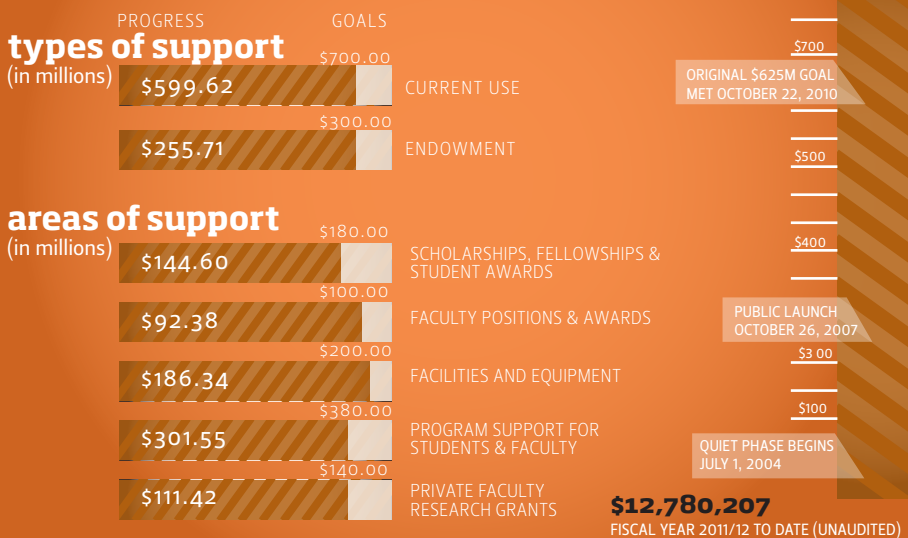 PROGRESS GOALS
types of support
(in millions)
$700.00
$599.62 CURRENT USE
$300.00
$255.71 ENDOWMENT
areas of support
(in millions)
$180.00
$144.60 SCHOLARSHIPS, FELLOWSHIPS &
STUDENT AWARDS
$100.00
$92.38 FACULTY POSITIONS & AWARDS
$200.00
$186.34 FACILITIES AND EQUIPMENT
$380.00
$301.55 PROGRAM SUPPORT FOR
STUDENTS & FACULTY
$140.00
$111.42 PRIVATE FACULTY
RESEARCH GRANTS
$700
ORIGINAL $625M GOAL
MET OCTOBER 22, 2010
$500
$400
PUBLIC LAUNCH
OCTOBER 26, 2007
$3 00
$100
QUIET PHASE BEGINS
JULY 1, 2004
$12,780,207
FISCAL YEAR 2011/12 TO DATE (UNAUDITED)